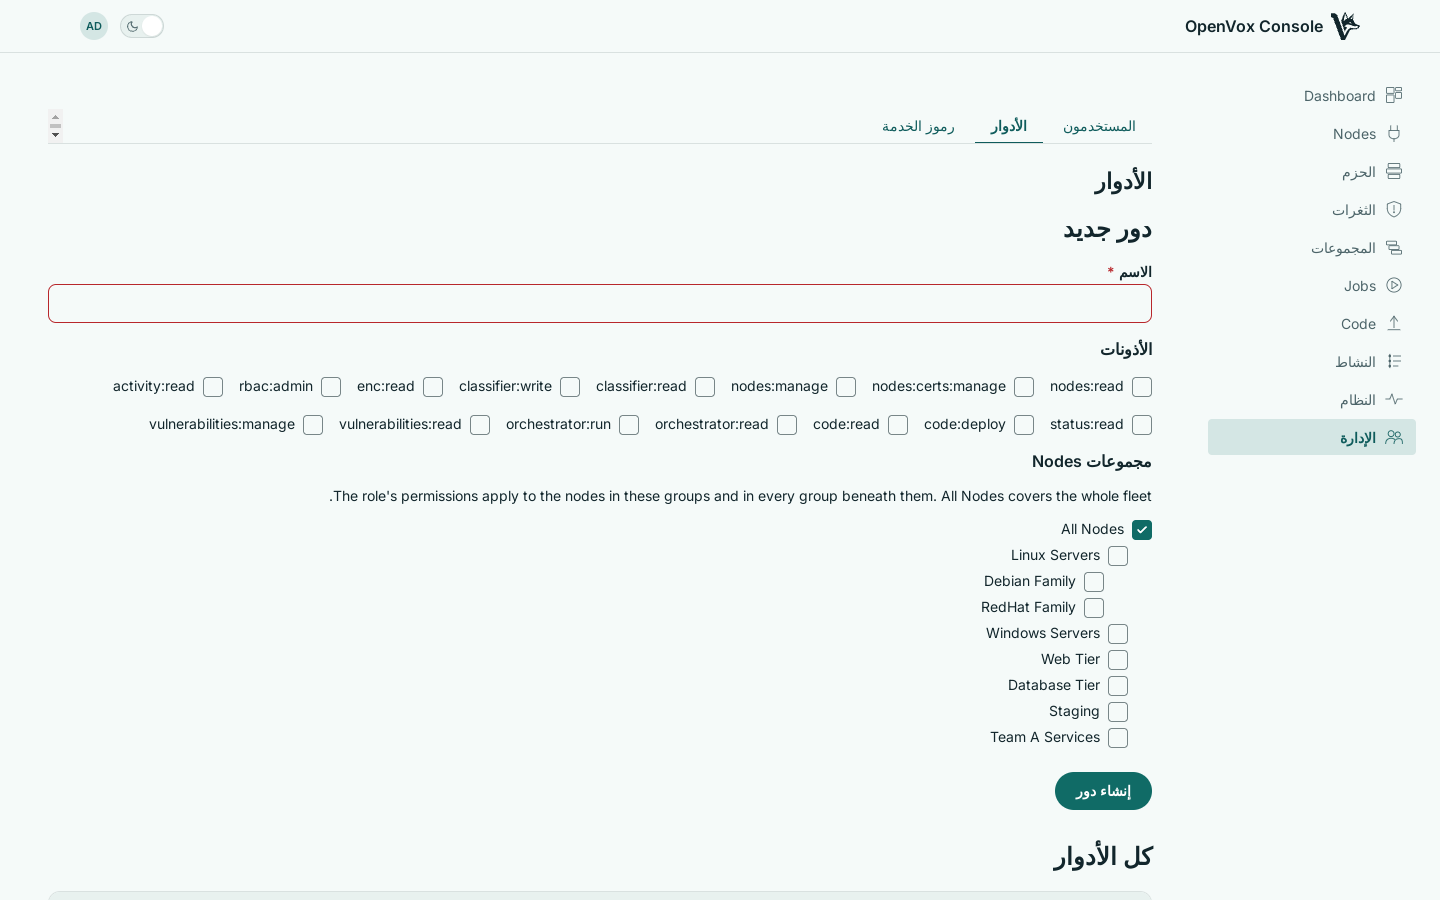 OpenVox Console
AD
Dashboard
Nodes
الحزم
الثغرات
المجموعات
Jobs
Code
النشاط
النظام
الإدارة
المستخدمون الأدوار رموز الخدمة
الأدوار
دور جديد
الاسم *
الأذونات
nodes:read nodes:certs:manage nodes:manage classifier:read classifier:write enc:read rbac:admin activity:read
status:read code:deploy code:read orchestrator:read orchestrator:run vulnerabilities:read vulnerabilities:manage
مجموعات Nodes
The role's permissions apply to the nodes in these groups and in every group beneath them. All Nodes covers the whole fleet.
All Nodes
Linux Servers
Debian Family
RedHat Family
Windows Servers
Web Tier
Database Tier
Staging
Team A Services
إنشاء دور
كل الأدوار